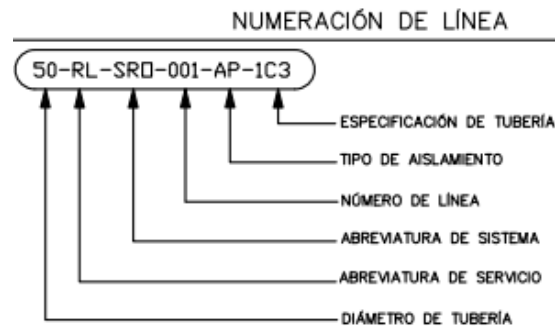 NUMERACIÓN DE LÍNEA
50-RL-SRO-001-AP-1C3
ESPECIFICACIÓN DE TUBERÍA
TIPO DE AISLAMIENTO
NÚMERO DE LÍNEA
ABREVIATURA DE SISTEMA
ABREVIATURA DE SERVICIO
DIÁMETRO DE TUBERÍA